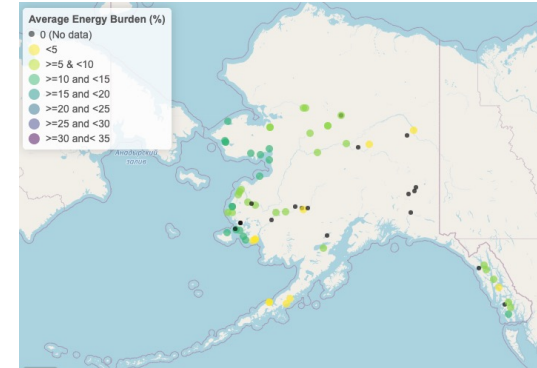 Average Energy Burden (%)
0 (No data)
<5
>=5 & <10
>=10 and <15
>=15 and <20
>=20 and <25
>=25 and <30
>=30 and< 35
залив